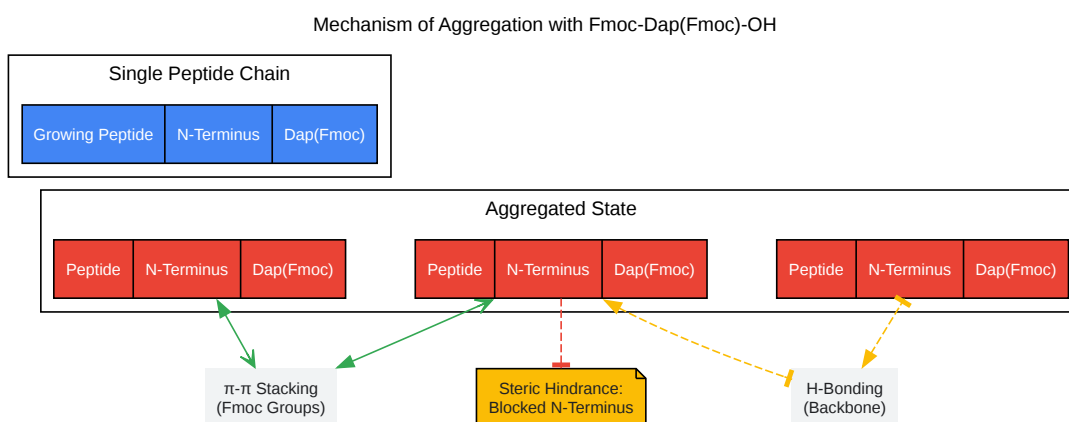 Mechanism of Aggregation with Fmoc-Dap(Fmoc)-OH
Single Peptide Chain
Growing Peptide N-Terminus Dap(Fmoc)
Aggregated State
Peptide N-Terminus Dap(Fmoc) Peptide N-Terminus Dap(Fmoc) Peptide N-Terminus Dap(Fmoc)
π-π Stacking
(Fmoc Groups)
Steric Hindrance:
Blocked N-Terminus
H-Bonding
(Backbone)